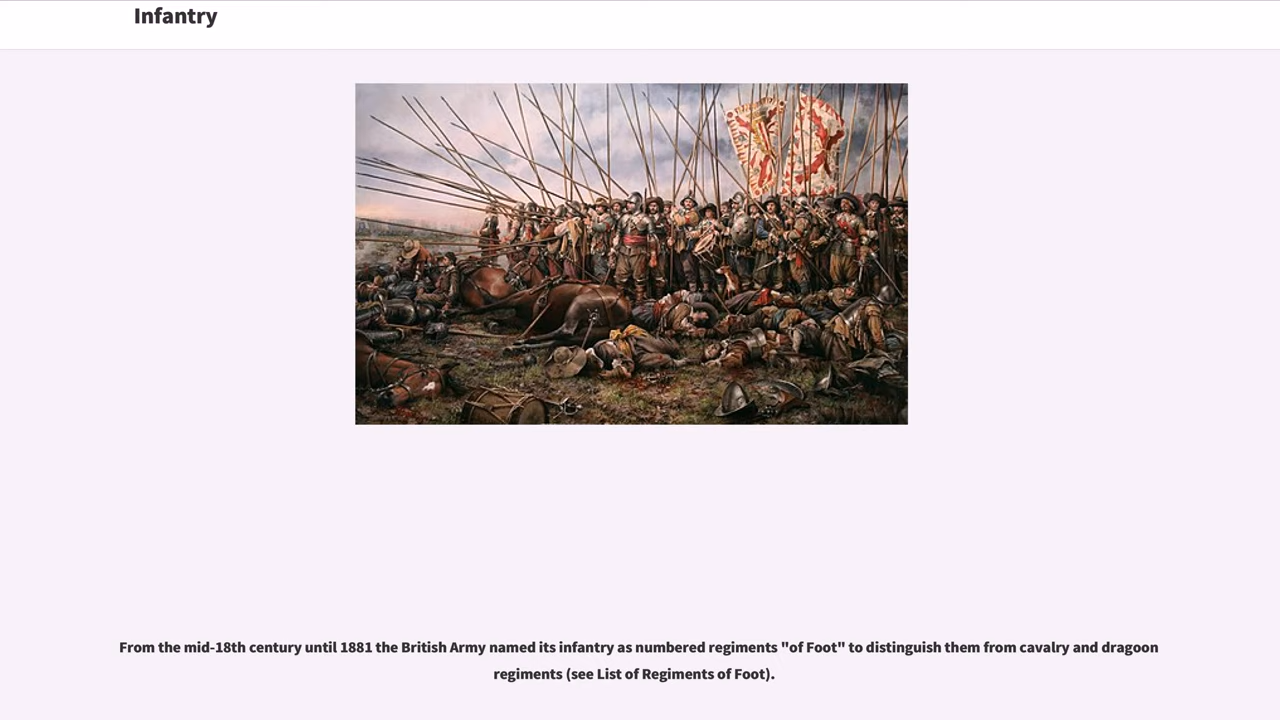 Infantry
From the mid-18th century until 1881 the British Army named its infantry as numbered regiments "of Foot" to distinguish them from cavalry and dragoon
regiments (see List of Regiments of Foot).